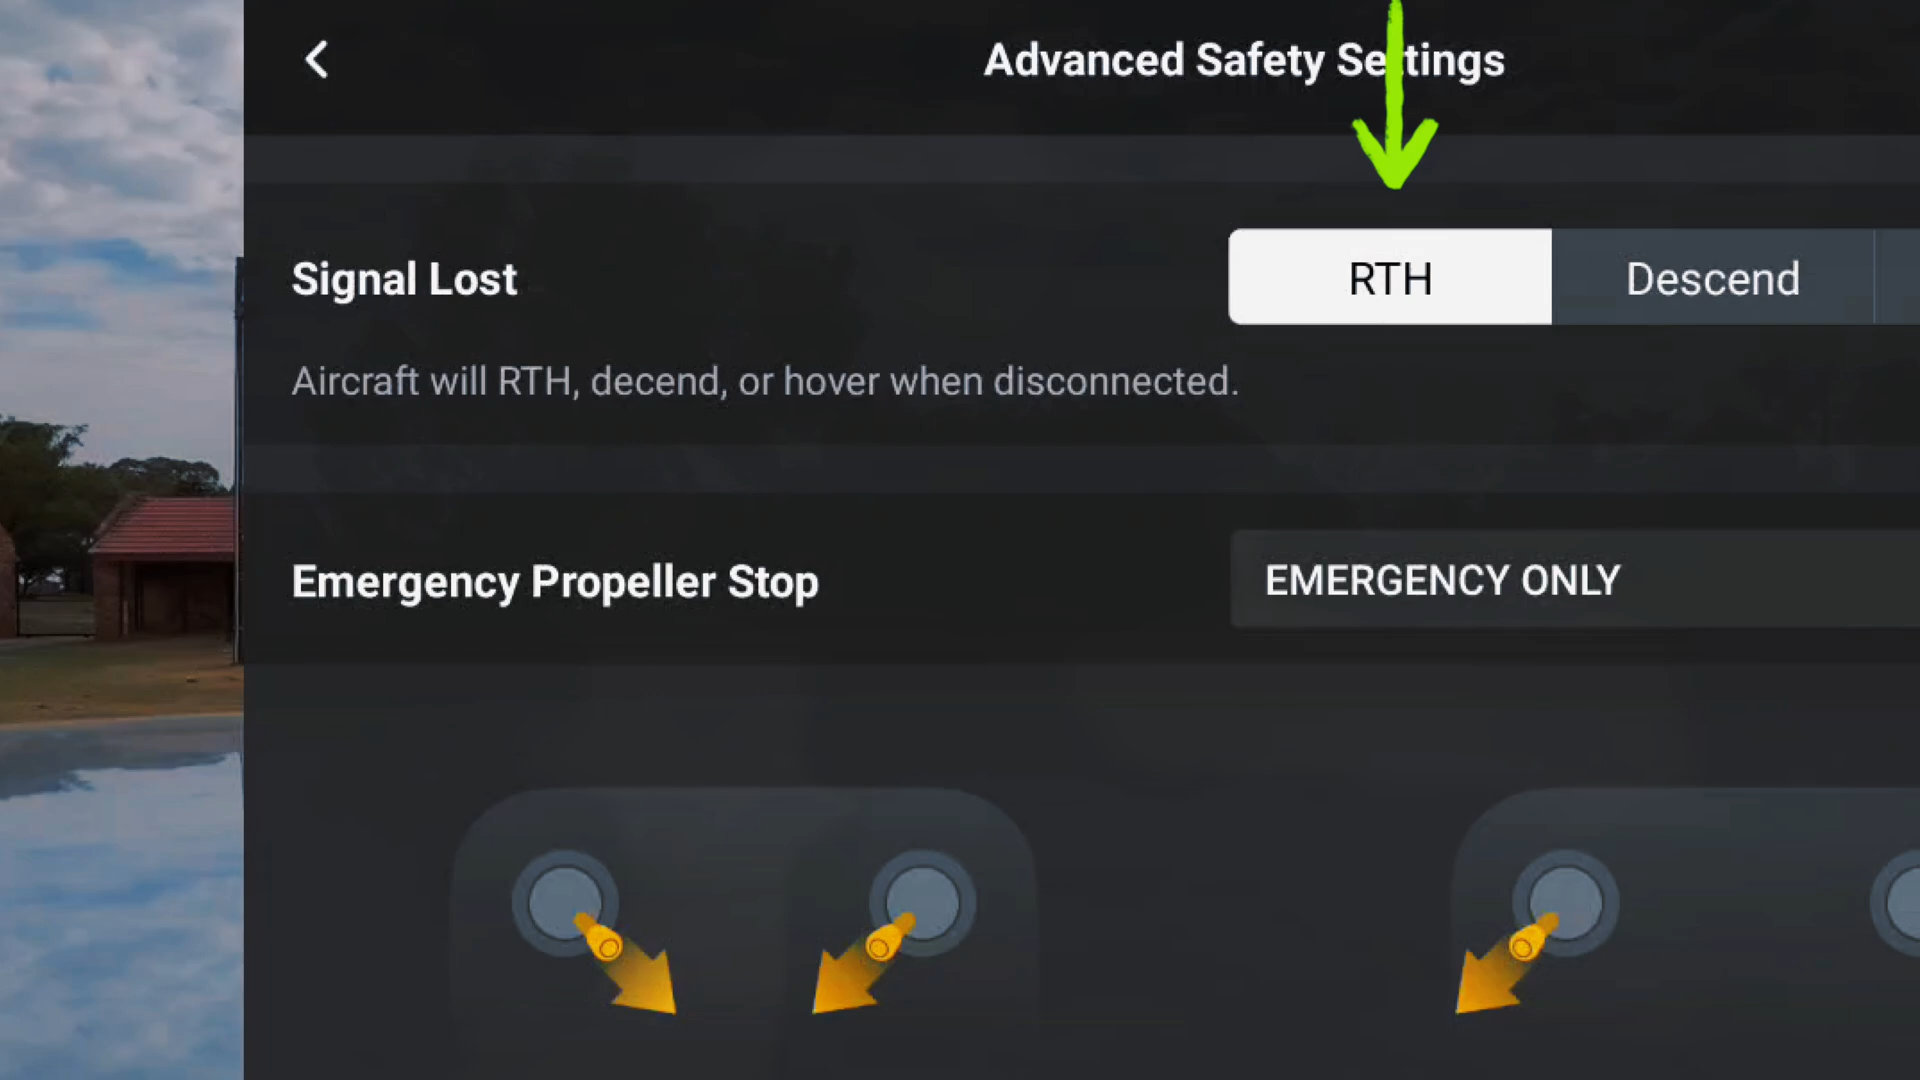 Advanced Safety Settings
Signal Lost
RTH
Descend
Aircraft will RTH, decend, or hover when disconnected.
Emergency Propeller Stop
EMERGENCY ONLY